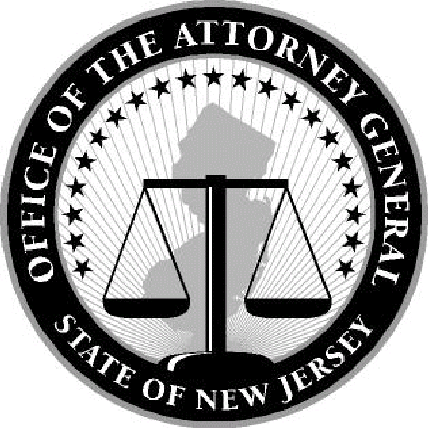 OFFICE OF THE ATTORNEY GENERAL
STATE OF NEW JERSEY